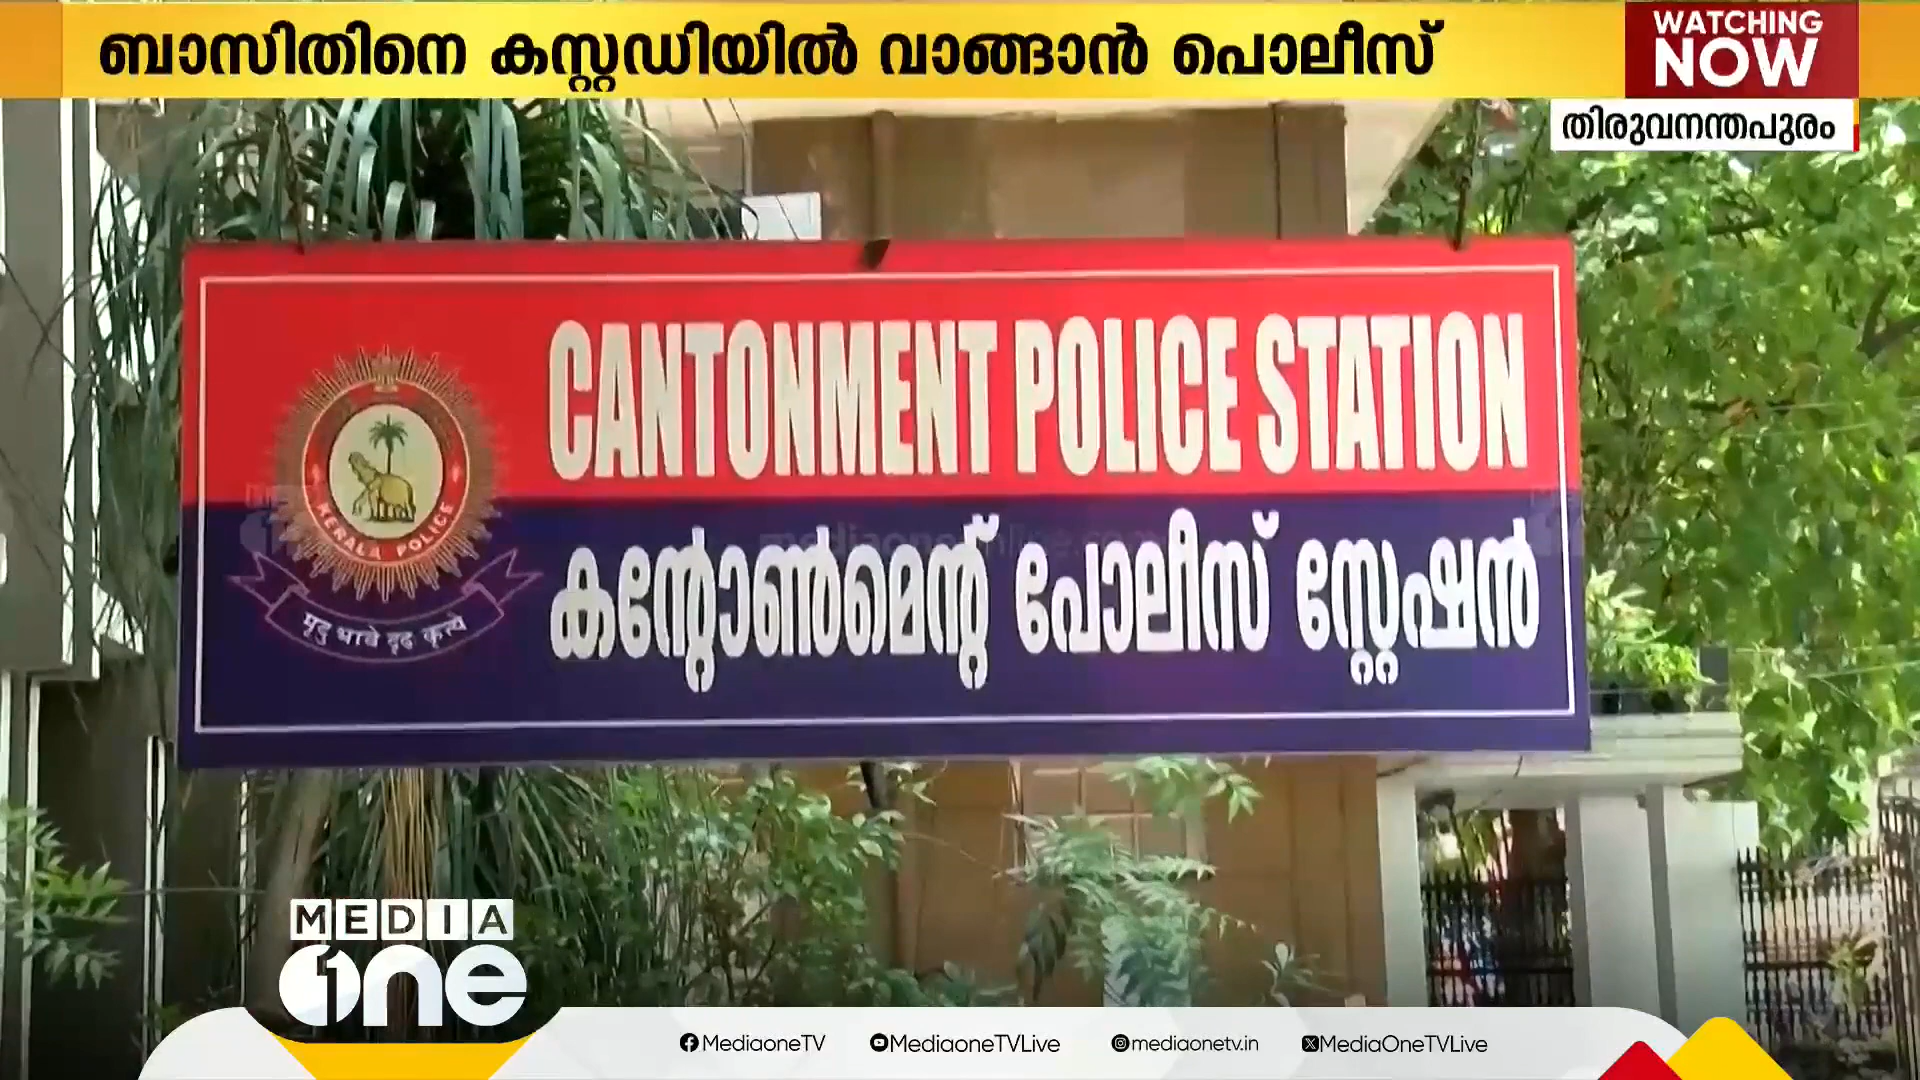 ബാസിതിനെ കസ്റ്റഡിയിൽ വാങ്ങാൻ പൊലീസ്
WATCHING
NOW
തിരുവനന്തപുരം
CANTONMENT POLICE STATION
KERALA POLICE
कन्റോൺമെന്റ് പോലീസ് സ്റ്റേഷൻ
मृदु भावे दृढ कृत्ये
MEDIA
one
MediaoneTV
MediaoneTVLive
mediaonetv.in
MediaOneTVLive